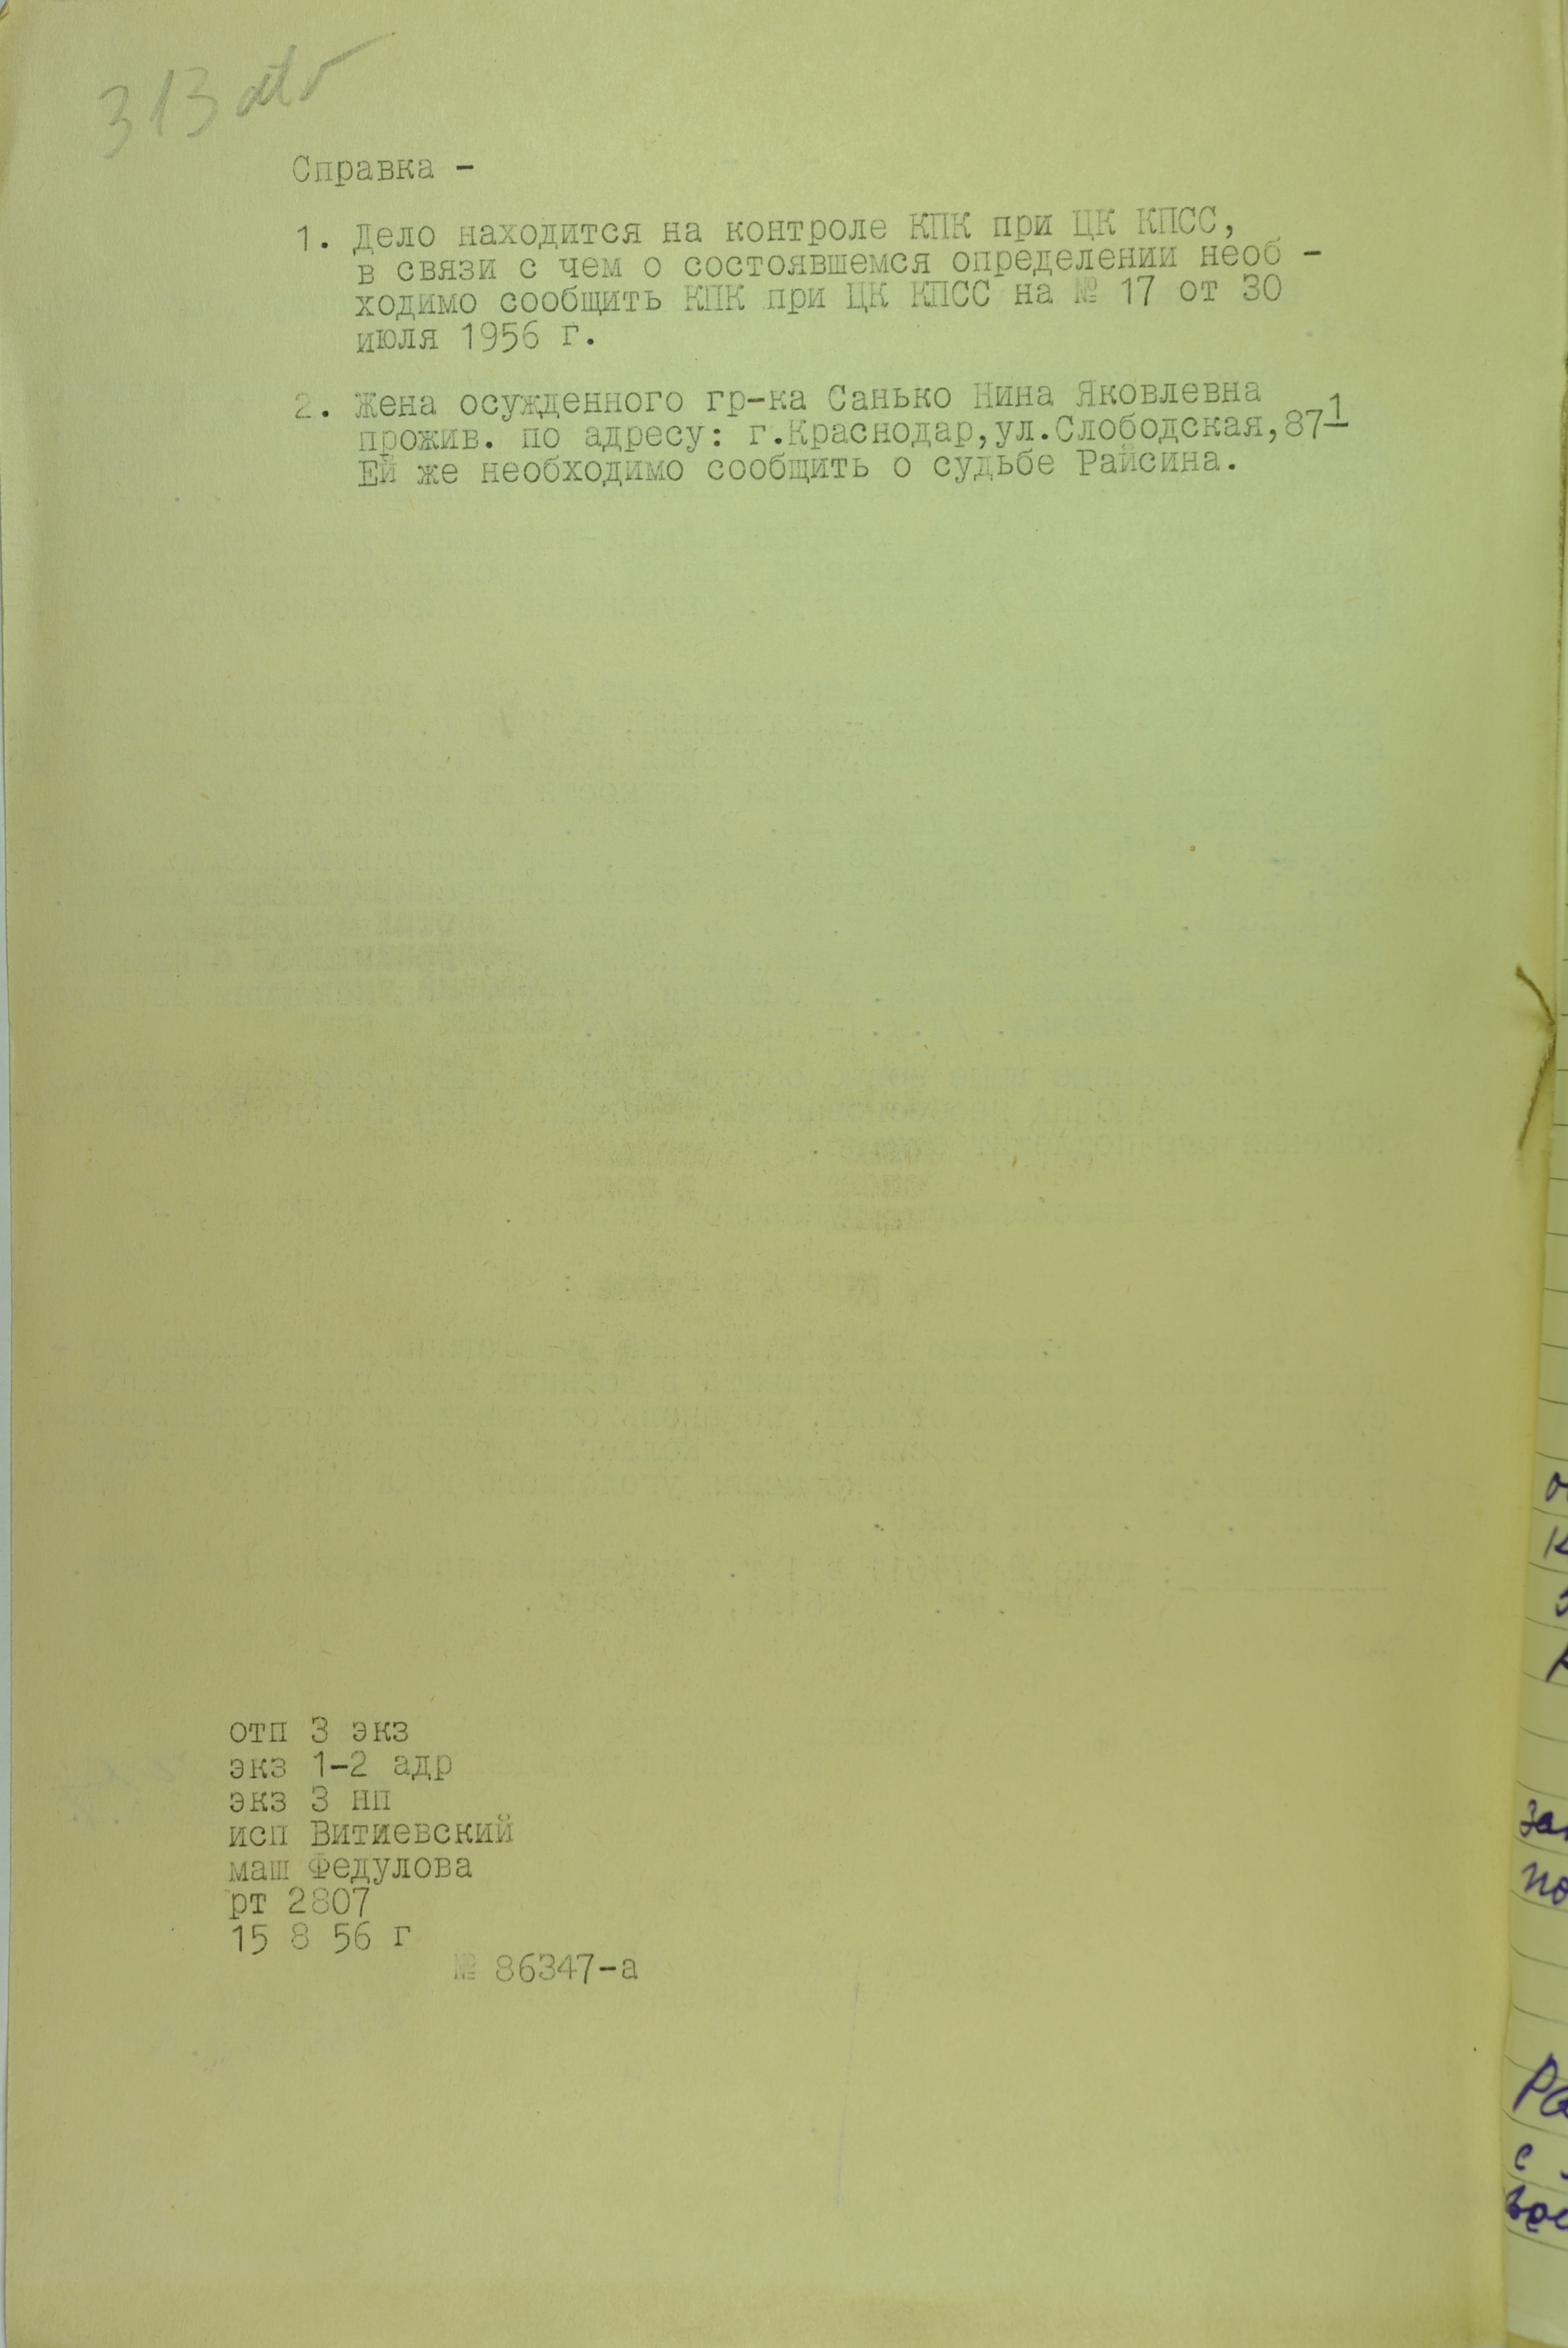 313 об
Справка -
1. Дело находится на контроле КПК при ЦК КПСС,
в связи с чем о состоявшемся определении необ -
ходимо сообщить КПК при ЦК КПСС на № 17 от 30
июля 1956 г.
2. Жена осужденного гр-ка Санько Нина Яковлевна
прожив. по адресу: г.Краснодар,ул.Слободская,87-1
Ей же необходимо сообщить о судьбе Райсина.
отп 3 экз
экз 1-2 адр
экз 3 нп
исп Витиевский
маш Федулова
рт 2807
15 8 56 г
№ 86347-а